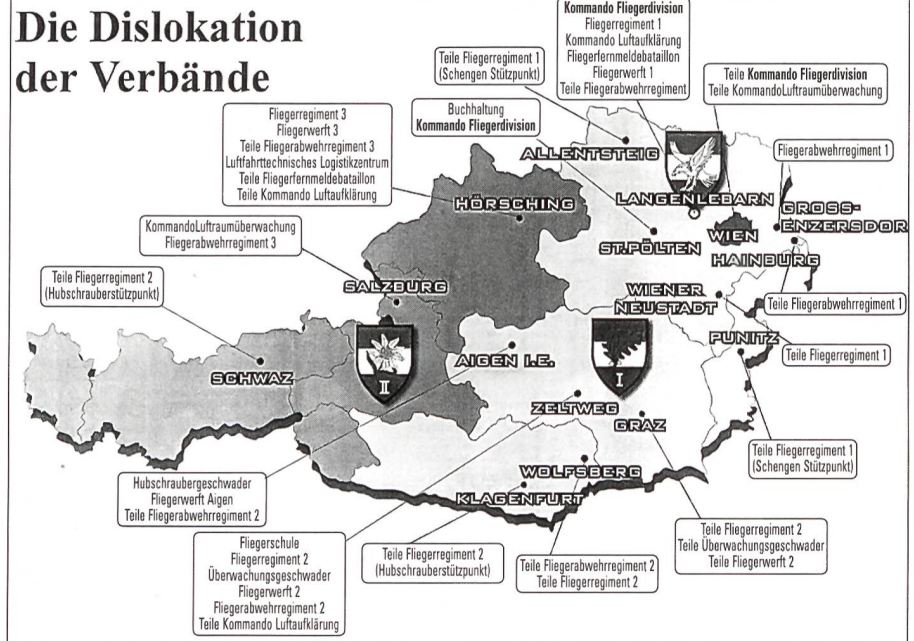 Die Dislokation
der Verbände
Kommando Fliegerdivision
Fliegerregiment 1
Kommando Luftaufklärung
Fliegerfernmeldebataillon
Fliegerwerft 1
Teile Fliegerabwehrregiment
Teile Fliegerregiment 1
(Schengen Stützpunkt)
Teile Kommando Fliegerdivision
Teile KommandoLuftraumüberwachung
Buchhaltung
Kommando Fliegerdivision
Fliegerregiment 3
Fliegerwerft 3
Teile Fliegerabwehrregiment 3
Luftfahrttechnisches Logistikzentrum
Teile Fliegerfernmeldebataillon
Teile Kommando Luftaufklärung
Fliegerabwehrregiment 1
ALLENTSTEIG
LANGENLEBARN
HÖRSCHING
GROSS-
ENZERSDORF
WIEN
ST.PÖLTEN
HAINBURG
KommandoLuftraumüberwachung
Fliegerabwehrregiment 3
Teile Fliegerregiment 2
(Hubschrauberstützpunkt)
SALZBURG
WIENER
NEUSTADT
Teile Fliegerabwehrregiment 1
PUNITZ
Teile Fliegerregiment 1
AIGEN I.E.
SCHWAZ
II
I
ZELTWEG
GRAZ
Teile Fliegerregiment 1
(Schengen Stützpunkt)
WOLFSBERG
KLAGENFURT
Hubschraubergeschwader
Fliegerwerft Aigen
Teile Fliegerabwehrregiment 2
Fliegerschule
Fliegerregiment 2
Überwachungsgeschwader
Fliegerwerft 2
Fliegerabwehrregiment 2
Teile Kommando Luftaufklärung
Teile Fliegerregiment 2
(Hubschrauberstützpunkt)
Teile Fliegerabwehrregiment 2
Teile Fliegerregiment 2
Teile Fliegerregiment 2
Teile Überwachungsgeschwader
Teile Fliegerwerft 2